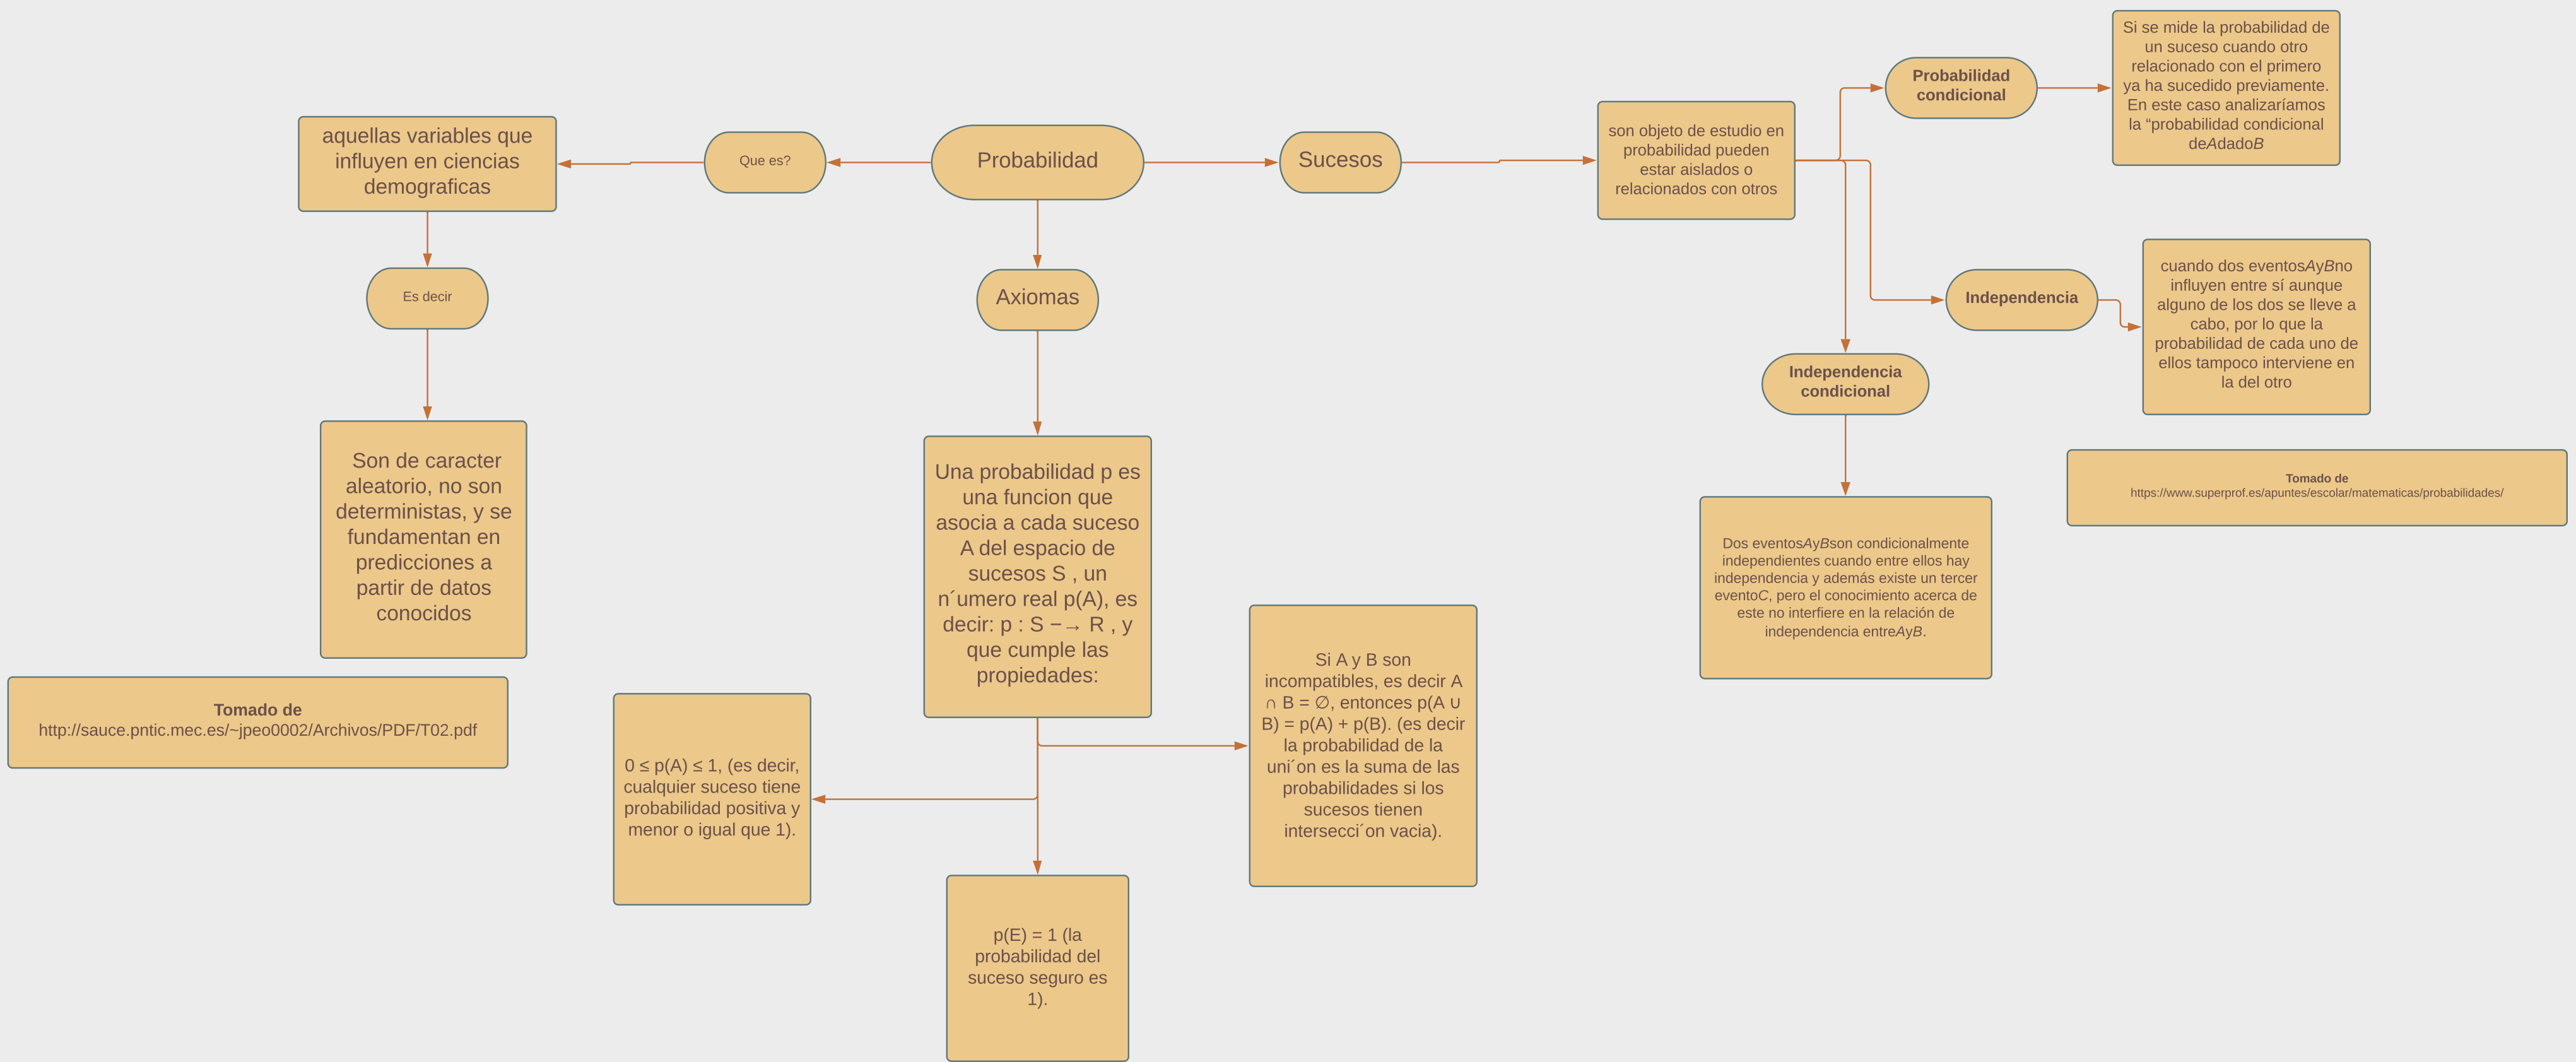 Probabilidad
Que es?
aquellas variables que
influyen en ciencias
demograficas
Es decir
Son de caracter
aleatorio, no son
deterministas, y se
fundamentan en
predicciones a
partir de datos
conocidos
Tomado de
http://sauce.pntic.mec.es/~jpeo0002/Archivos/PDF/T02.pdf
Axiomas
Una probabilidad p es
una funcion que
asocia a cada suceso
A del espacio de
sucesos S , un
n´umero real p(A), es
decir: p : S −→ R , y
que cumple las
propiedades:
0 ≤ p(A) ≤ 1, (es decir,
cualquier suceso tiene
probabilidad positiva y
menor o igual que 1).
p(E) = 1 (la
probabilidad del
suceso seguro es
1).
Si A y B son
incompatibles, es decir A
∩ B = ∅, entonces p(A ∪
B) = p(A) + p(B). (es decir
la probabilidad de la
uni´on es la suma de las
probabilidades si los
sucesos tienen
intersecci´on vacia).
Sucesos
son objeto de estudio en
probabilidad pueden
estar aislados o
relacionados con otros
Probabilidad
condicional
Si se mide la probabilidad de
un suceso cuando otro
relacionado con el primero
ya ha sucedido previamente.
En este caso analizaríamos
la “probabilidad condicional
deAdadoB
Independencia
cuando dos eventosAyBno
influyen entre sí aunque
alguno de los dos se lleve a
cabo, por lo que la
probabilidad de cada uno de
ellos tampoco interviene en
la del otro
Independencia
condicional
Dos eventosAyBson condicionalmente
independientes cuando entre ellos hay
independencia y además existe un tercer
eventoC, pero el conocimiento acerca de
este no interfiere en la relación de
independencia entreAyB.
Tomado de
https://www.superprof.es/apuntes/escolar/matematicas/probabilidades/